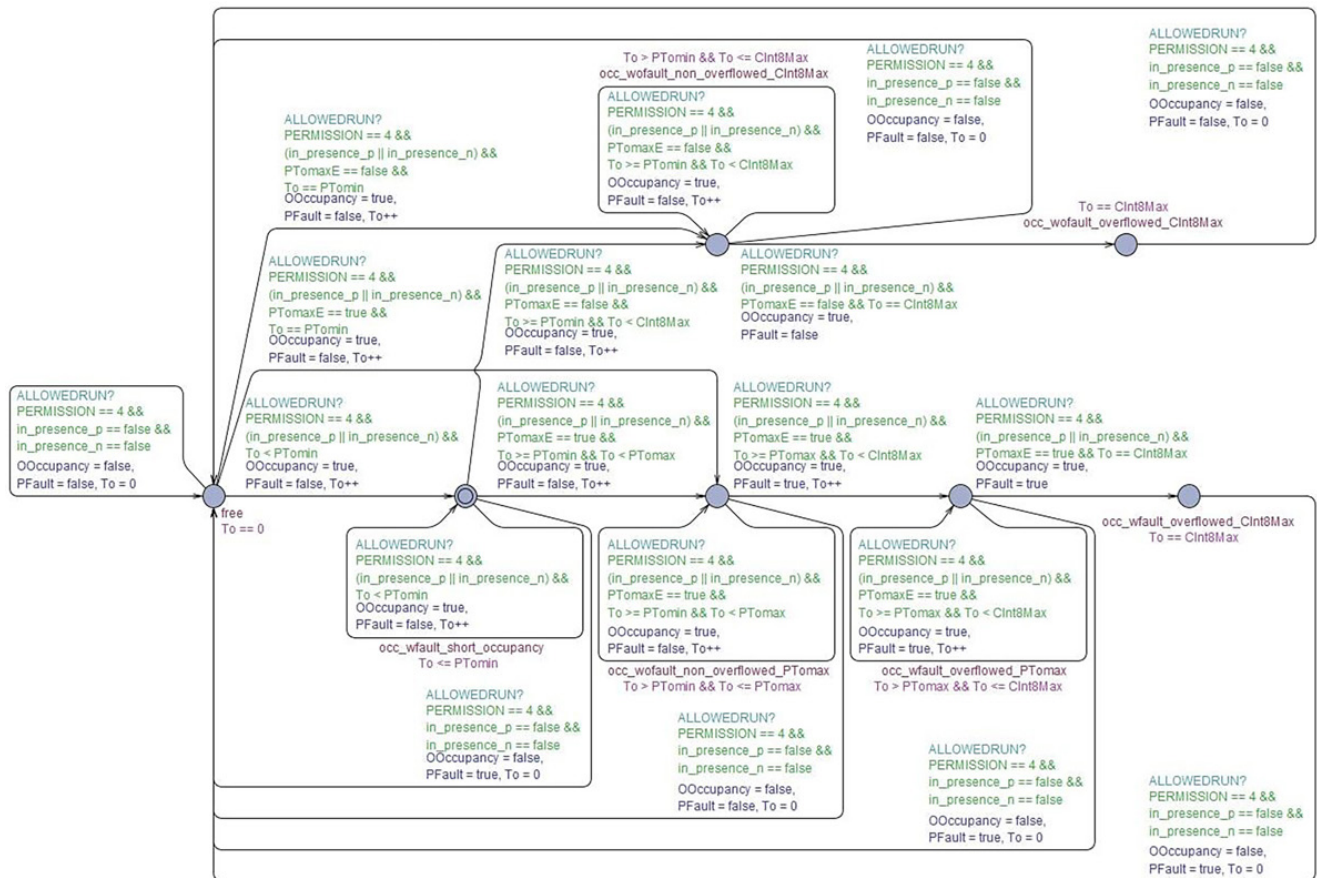 ALLOWEDRUN?
PERMISSION == 4 &&
in_presence_p == false &&
in_presence_n == false
OOccupancy = false,
PFault = false, To = 0
To > PTomin && To <= CInt8Max
occ_wofault_non_overflowed_CInt8Max
ALLOWEDRUN?
PERMISSION == 4 &&
(in_presence_p || in_presence_n) &&
PTomaxE == false &&
To >= PTomin && To < CInt8Max
OOccupancy = true,
PFault = false, To++
ALLOWEDRUN?
PERMISSION == 4 &&
in_presence_p == false &&
in_presence_n == false
OOccupancy = false,
PFault = false, To = 0
ALLOWEDRUN?
PERMISSION == 4 &&
(in_presence_p || in_presence_n) &&
PTomaxE == false &&
To == PTomin
OOccupancy = true,
PFault = false, To++
To == CInt8Max
occ_wofault_overflowed_CInt8Max
ALLOWEDRUN?
PERMISSION == 4 &&
(in_presence_p || in_presence_n) &&
PTomaxE == true &&
To == PTomin
OOccupancy = true,
PFault = false, To++
ALLOWEDRUN?
PERMISSION == 4 &&
(in_presence_p || in_presence_n) &&
PTomaxE == false &&
To >= PTomin && To < CInt8Max
OOccupancy = true,
PFault = false, To++
ALLOWEDRUN?
PERMISSION == 4 &&
(in_presence_p || in_presence_n) &&
PTomaxE == false && To == CInt8Max
OOccupancy = true,
PFault = false
ALLOWEDRUN?
PERMISSION == 4 &&
in_presence_p == false &&
in_presence_n == false
OOccupancy = false,
PFault = false, To = 0
ALLOWEDRUN?
PERMISSION == 4 &&
(in_presence_p || in_presence_n) &&
To < PTomin
OOccupancy = true,
PFault = false, To++
ALLOWEDRUN?
PERMISSION == 4 &&
(in_presence_p || in_presence_n) &&
PTomaxE == true &&
To >= PTomin && To < PTomax
OOccupancy = true,
PFault = false, To++
ALLOWEDRUN?
PERMISSION == 4 &&
(in_presence_p || in_presence_n) &&
PTomaxE == true &&
To >= PTomax && To < CInt8Max
OOccupancy = true,
PFault = true, To++
ALLOWEDRUN?
PERMISSION == 4 &&
(in_presence_p || in_presence_n) &&
PTomaxE == true && To == CInt8Max
OOccupancy = true,
PFault = true
free
To == 0
occ_wfault_overflowed_CInt8Max
To == CInt8Max
ALLOWEDRUN?
PERMISSION == 4 &&
(in_presence_p || in_presence_n) &&
To < PTomin
OOccupancy = true,
PFault = false, To++
occ_wfault_short_occupancy
To <= PTomin
ALLOWEDRUN?
PERMISSION == 4 &&
(in_presence_p || in_presence_n) &&
PTomaxE == true &&
To >= PTomin && To < PTomax
OOccupancy = true,
PFault = false, To++
occ_wofault_non_overflowed_PTomax
To > PTomin && To <= PTomax
ALLOWEDRUN?
PERMISSION == 4 &&
(in_presence_p || in_presence_n) &&
PTomaxE == true &&
To >= PTomax && To < CInt8Max
OOccupancy = true,
PFault = true, To++
occ_wfault_overflowed_PTomax
To > PTomax && To <= CInt8Max
ALLOWEDRUN?
PERMISSION == 4 &&
in_presence_p == false &&
in_presence_n == false
OOccupancy = false,
PFault = true, To = 0
ALLOWEDRUN?
PERMISSION == 4 &&
in_presence_p == false &&
in_presence_n == false
OOccupancy = false,
PFault = false, To = 0
ALLOWEDRUN?
PERMISSION == 4 &&
in_presence_p == false &&
in_presence_n == false
OOccupancy = false,
PFault = true, To = 0
ALLOWEDRUN?
PERMISSION == 4 &&
in_presence_p == false &&
in_presence_n == false
OOccupancy = false,
PFault = true, To = 0